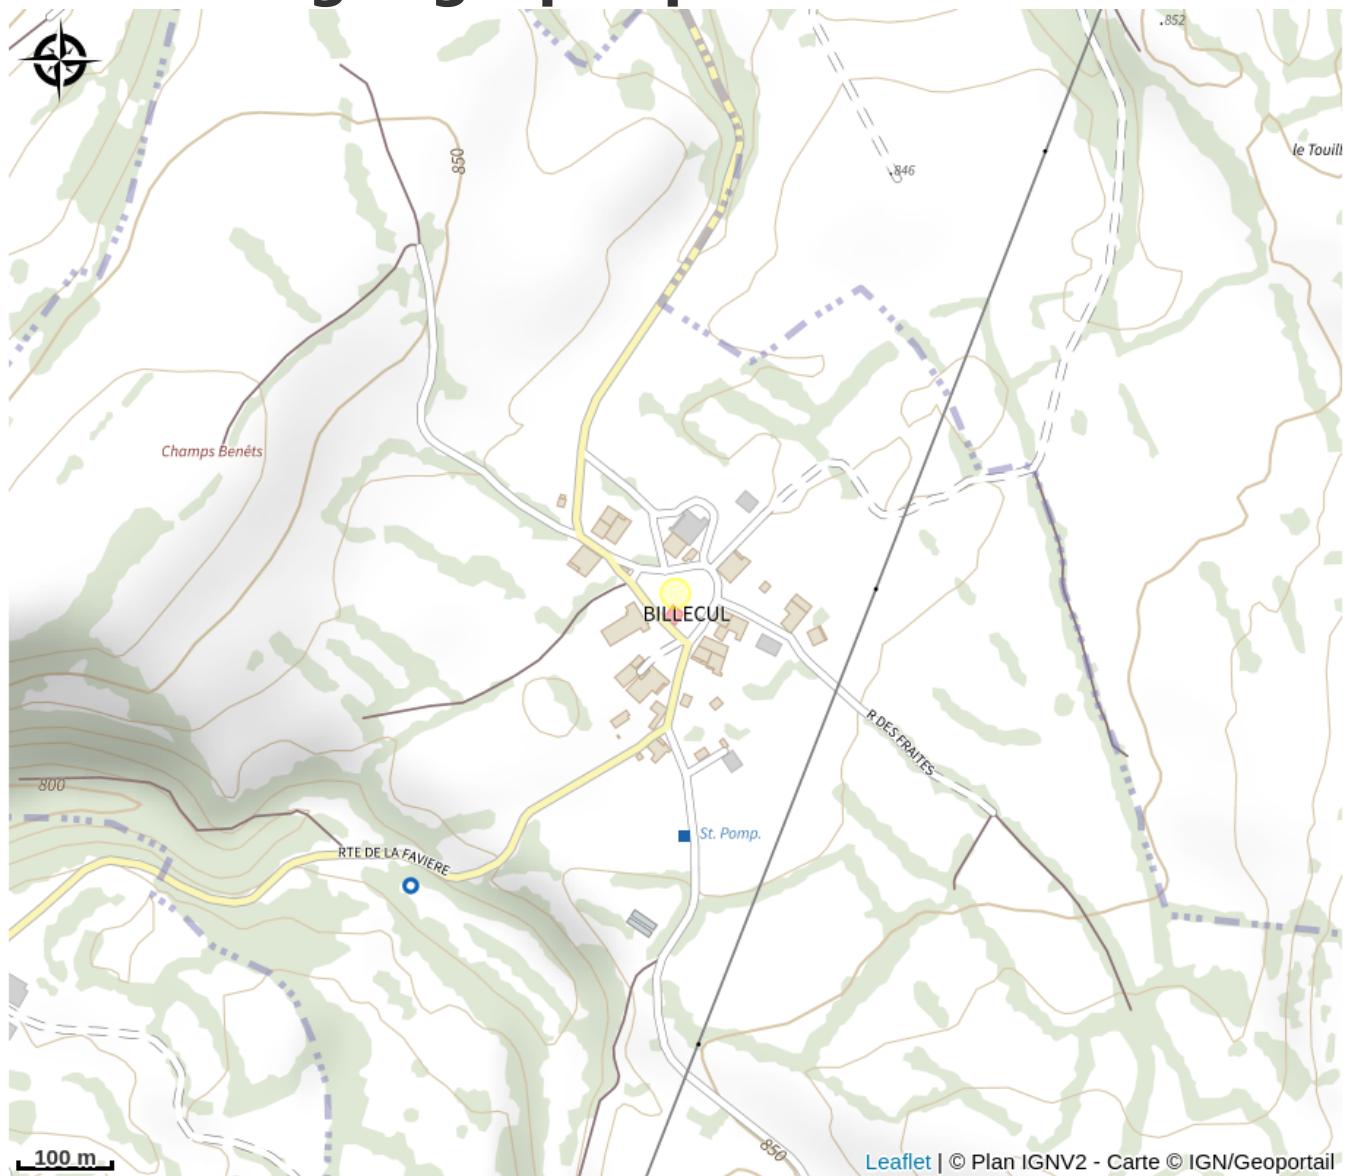 .852
le Touill
850
.846
Champs Benêts
BILLECUL
R DES FRAITES
800
St. Pomp.
RTE DE LA FAVIERE
850
100 m
Leaflet | © Plan IGNV2 - Carte © IGN/Geoportail